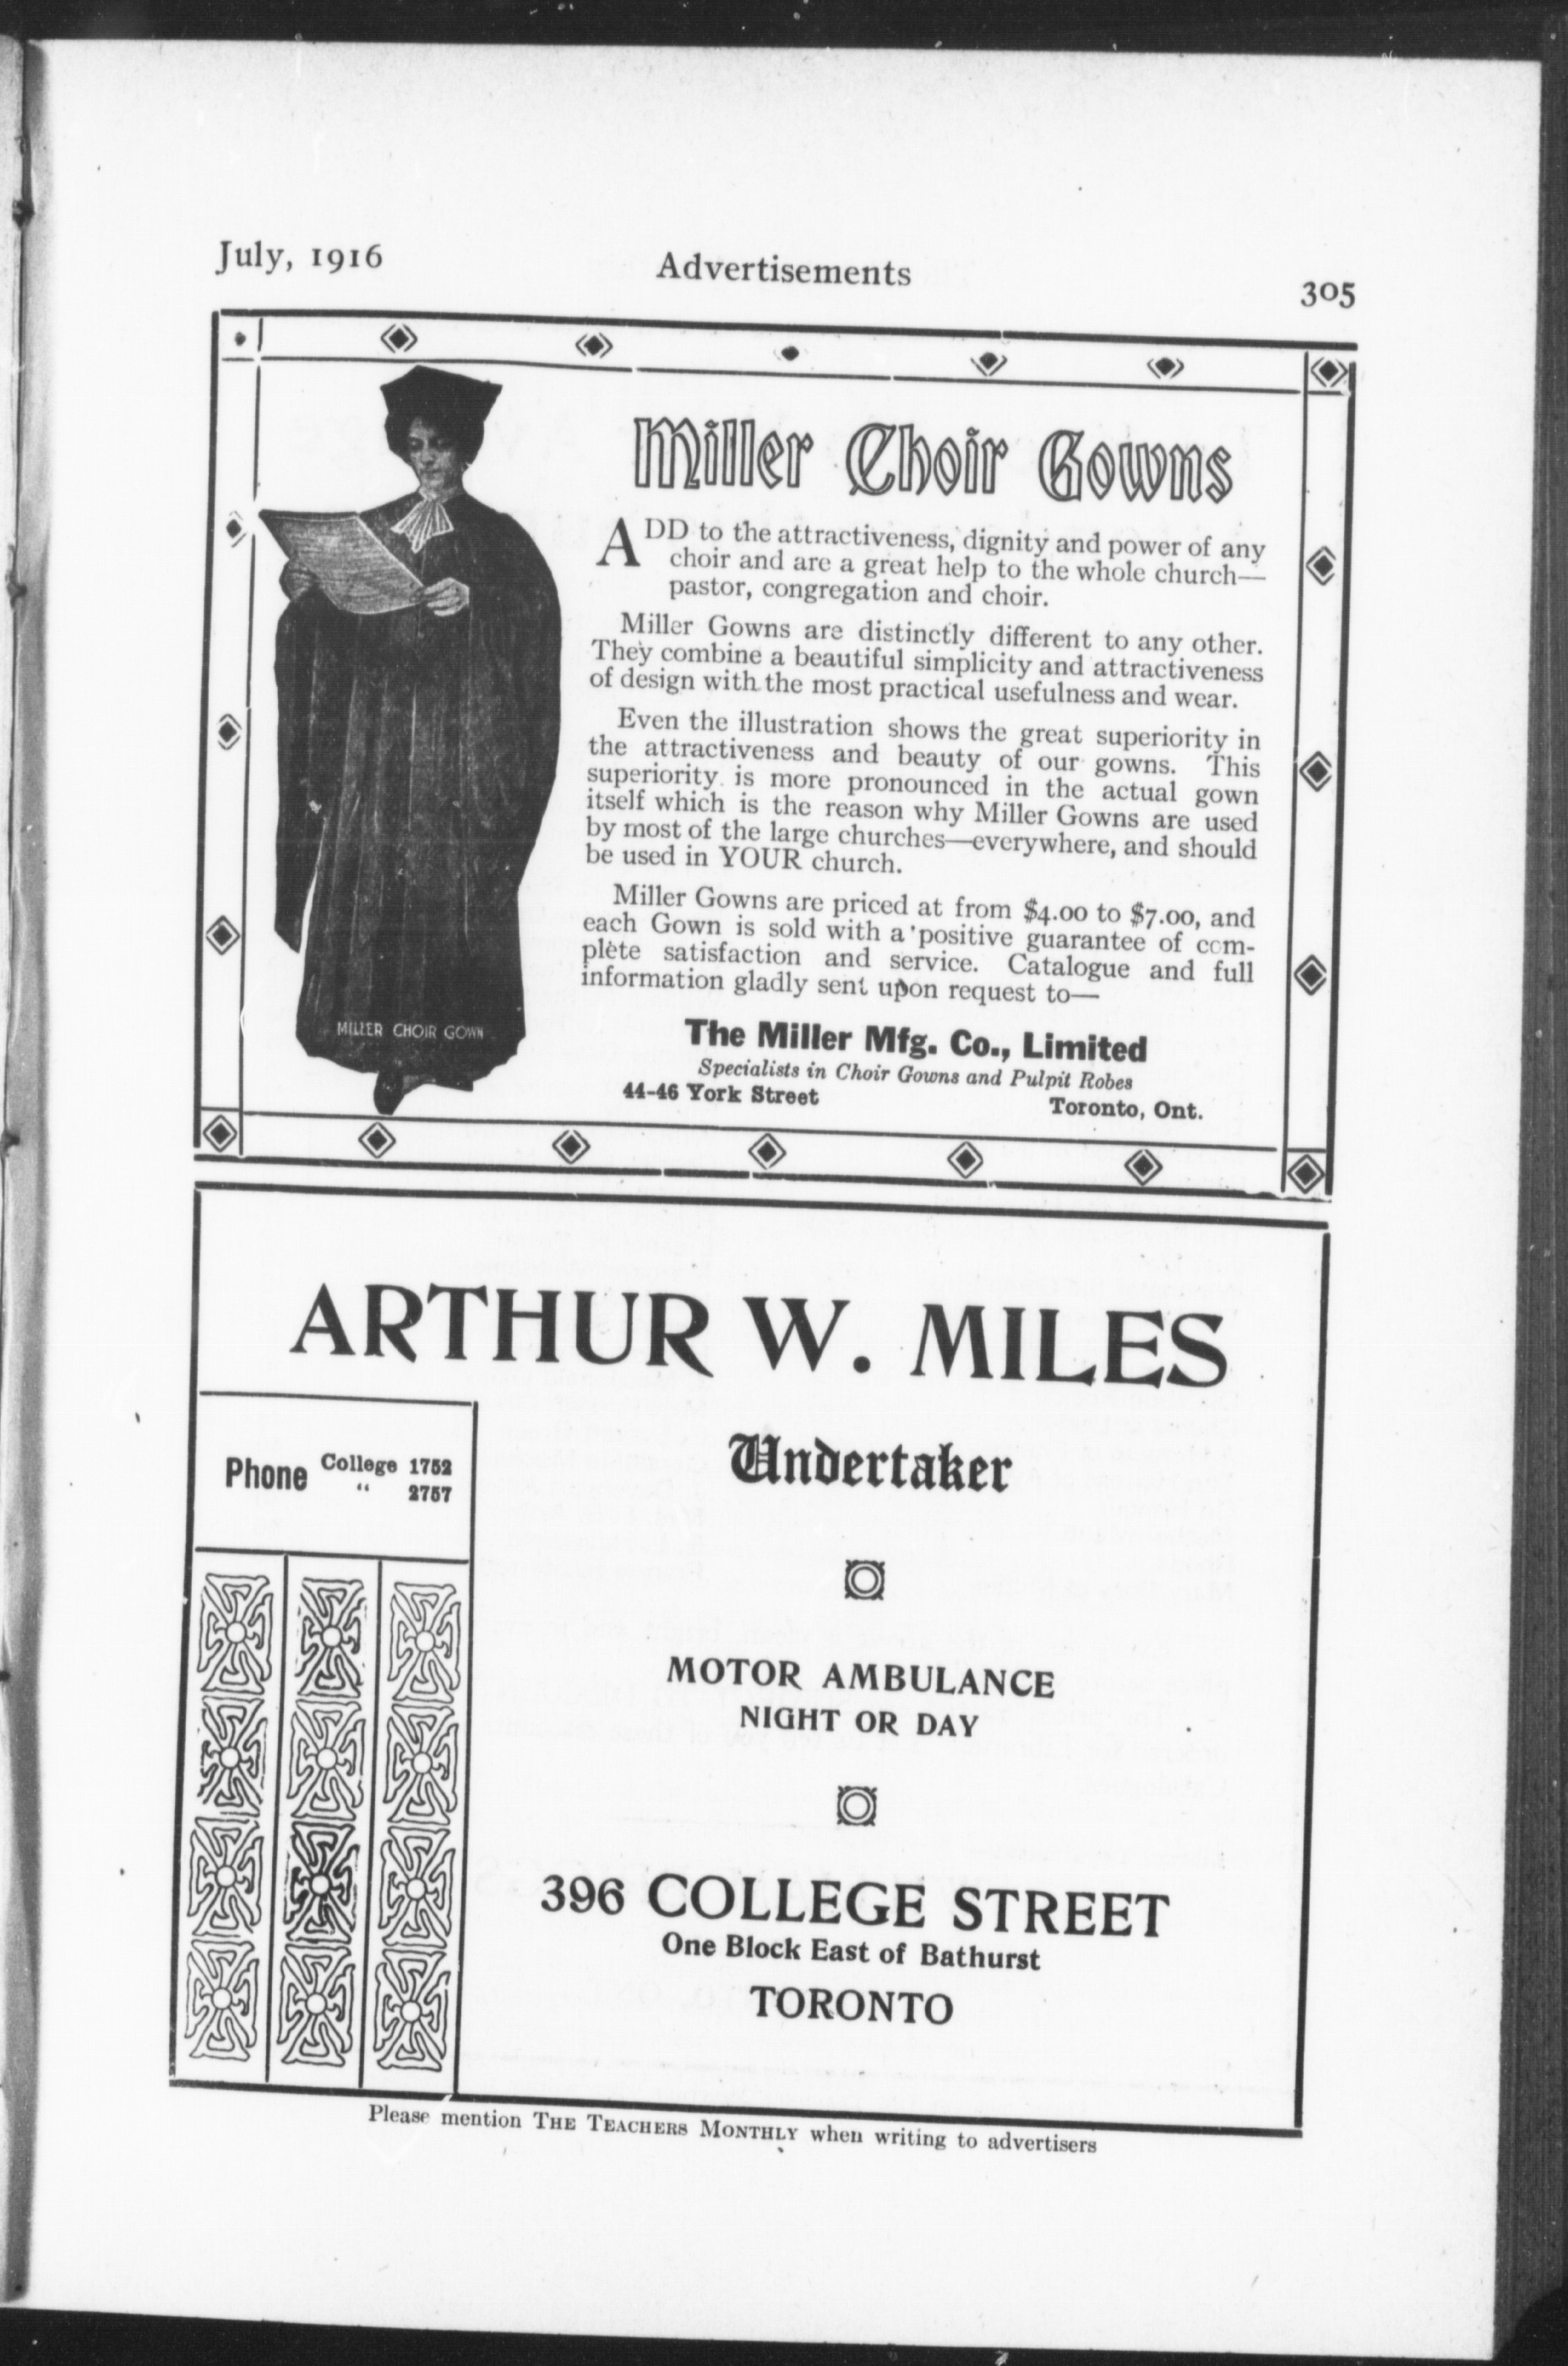 July, 1916 Advertisements 305
Miller Choir Gowns
ADD to the attractiveness, dignity and power of any
choir and are a great help to the whole church—
pastor, congregation and choir.
Miller Gowns are distinctly different to any other.
They combine a beautiful simplicity and attractiveness
of design with the most practical usefulness and wear.
Even the illustration shows the great superiority in
the attractiveness and beauty of our gowns. This
superiority is more pronounced in the actual gown
itself which is the reason why Miller Gowns are used
by most of the large churches—everywhere, and should
be used in YOUR church.
Miller Gowns are priced at from $4.00 to $7.00, and
each Gown is sold with a positive guarantee of com-
plete satisfaction and service. Catalogue and full
information gladly sent upon request to—
MILLER CHOIR GOWN
The Miller Mfg. Co., Limited
Specialists in Choir Gowns and Pulpit Robes
44-46 York Street Toronto, Ont.
ARTHUR W. MILES
Phone College 1752
" 2757
Undertaker
MOTOR AMBULANCE
NIGHT OR DAY
396 COLLEGE STREET
One Block East of Bathurst
TORONTO
Please mention THE TEACHERS MONTHLY when writing to advertisers